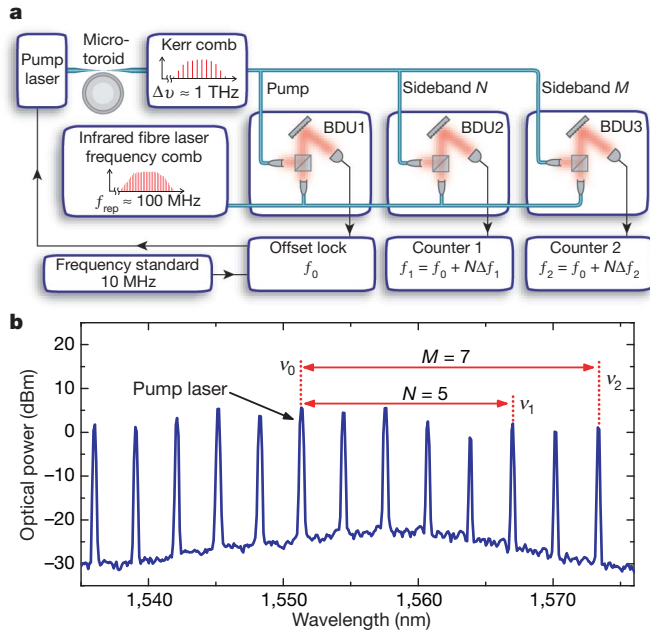 a
Pump
laser
Micro-
toroid
Kerr comb
Δυ ≈ 1 THz
Pump
Sideband N
Sideband M
BDU1
BDU2
BDU3
Infrared fibre laser
frequency comb
f_rep ≈ 100 MHz
Frequency standard
10 MHz
Offset lock
f_0
Counter 1
f_1 = f_0 + NΔf_1
Counter 2
f_2 = f_0 + NΔf_2
b
Optical power (dBm)
20
10
0
−10
−20
−30
Pump laser
ν_0
M = 7
N = 5
ν_1
ν_2
1,540
1,550
1,560
1,570
Wavelength (nm)